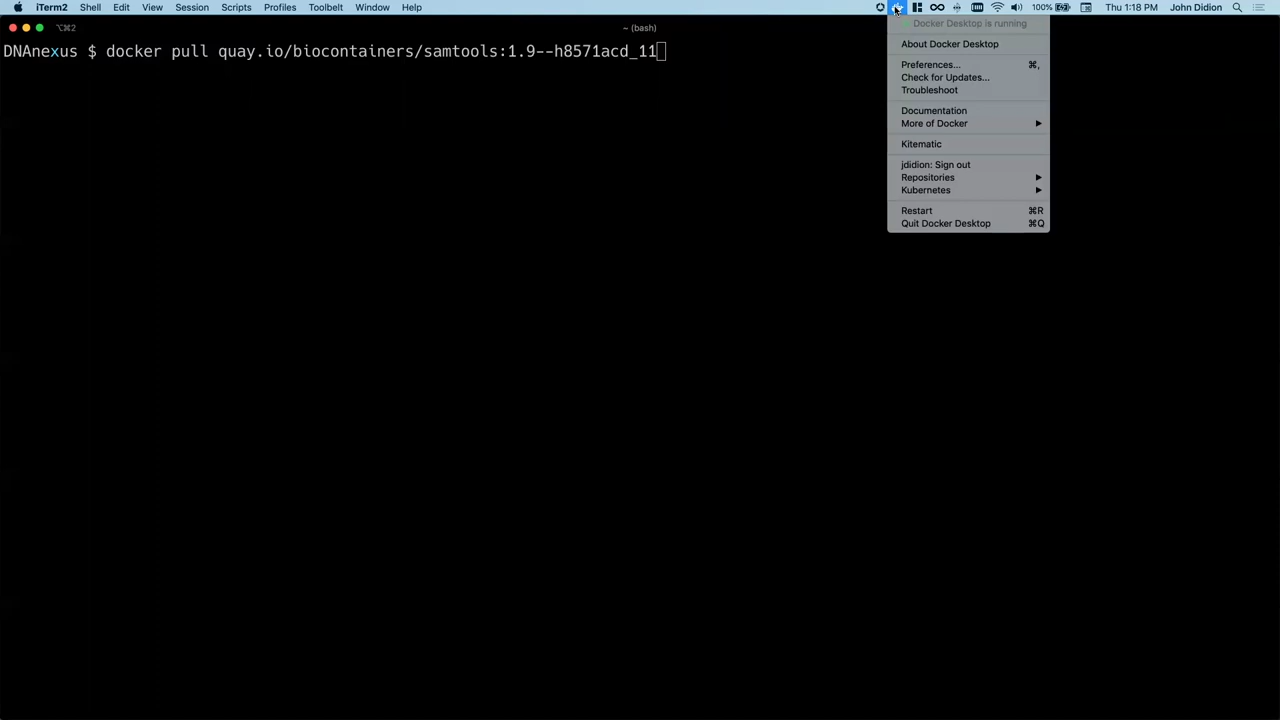 iTerm2 Shell Edit View Session Scripts Profiles Toolbelt Window Help 100% Thu 1:18 PM John Didion
⌥⌘2 ~ (bash)
DNAnexus $ docker pull quay.io/biocontainers/samtools:1.9--h8571acd_11
Docker Desktop is running
About Docker Desktop
Preferences... ⌘,
Check for Updates...
Troubleshoot
Documentation
More of Docker
Kitematic
jdidion: Sign out
Repositories
Kubernetes
Restart ⌘R
Quit Docker Desktop ⌘Q